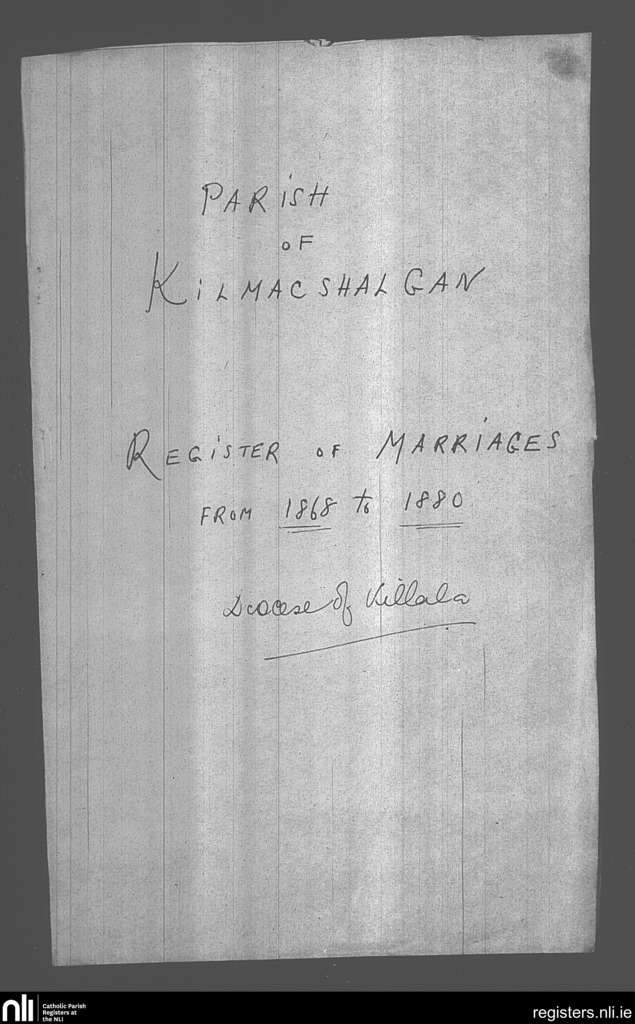 PARiSH
OF
KiLMACSHALGAN
REGiSTER OF MARRiAGES
FROM 1868 to 1880
Diocese of Killala
nli
Catholic Parish
Registers at
the NLI
registers.nli.ie